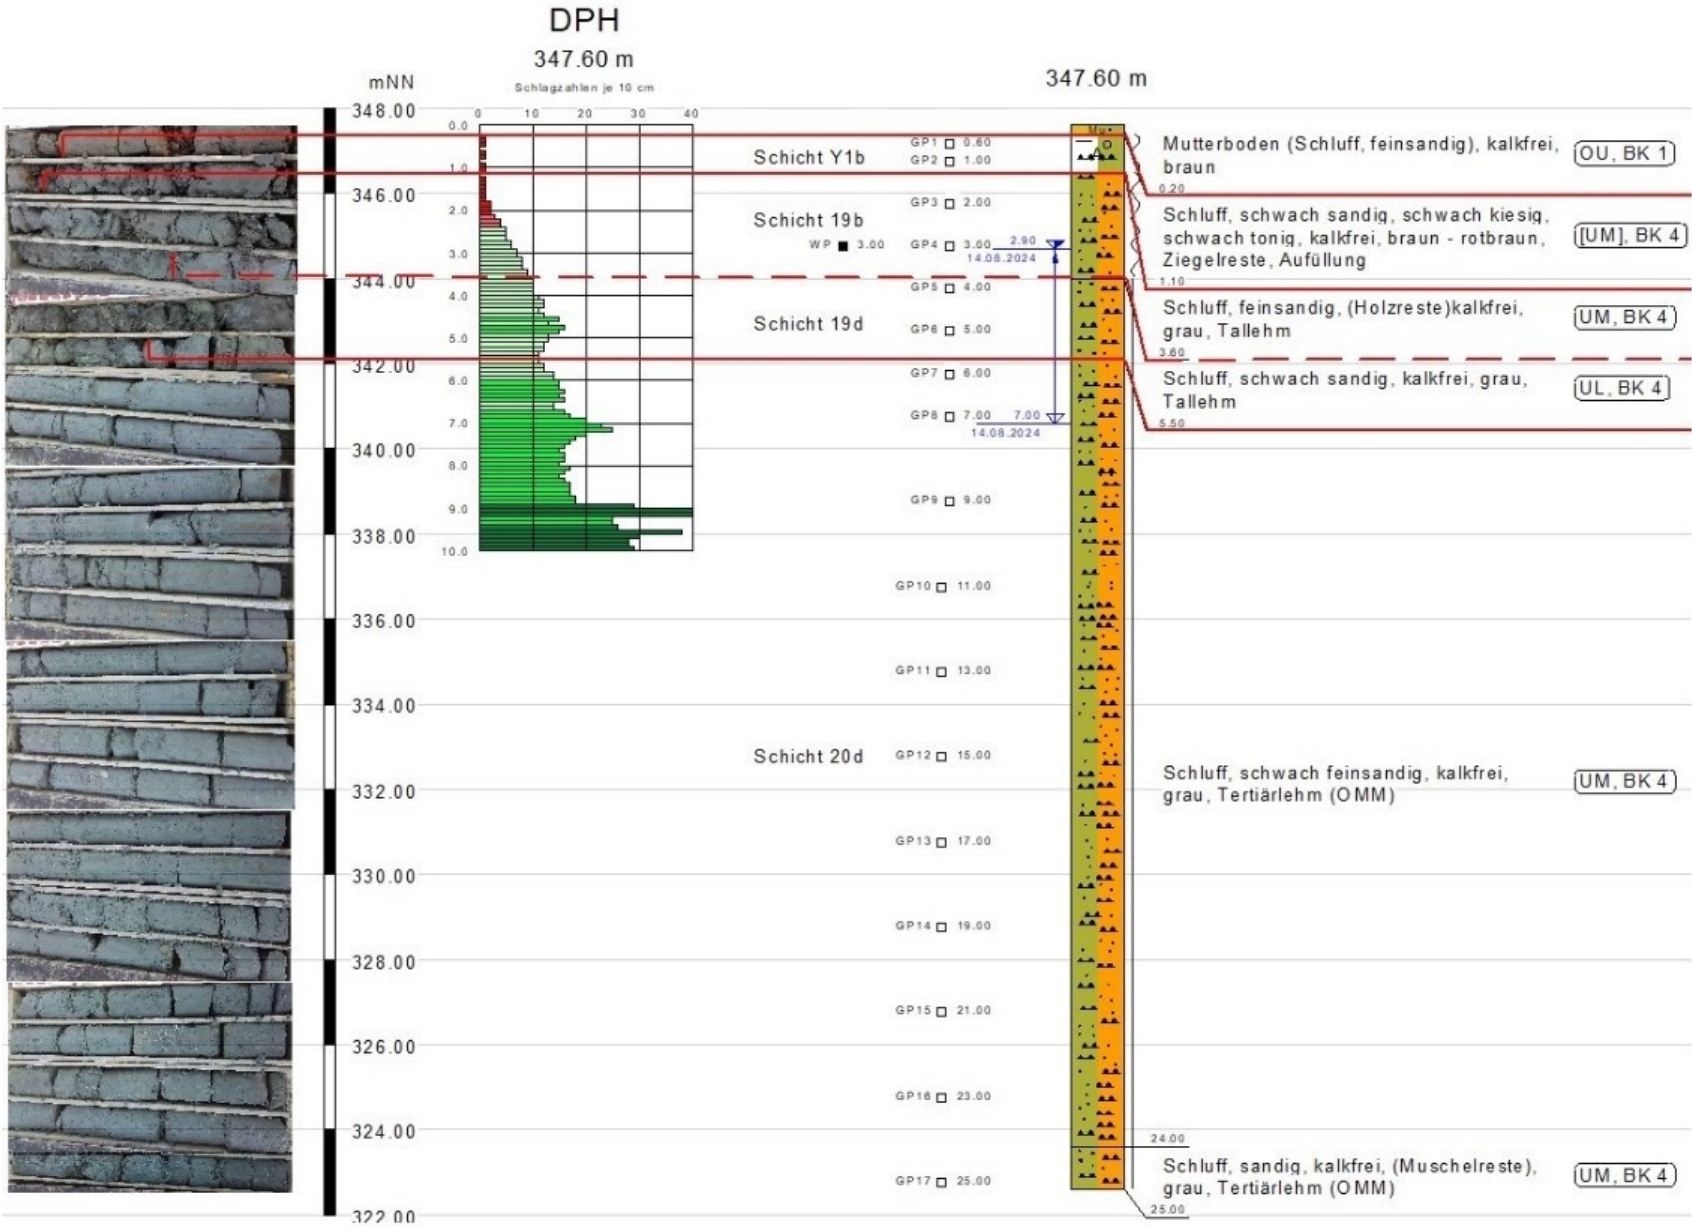 DPH
347.60 m
Schlagzahlen je 10 cm
mNN
348.00
346.00
344.00
342.00
340.00
338.00
336.00
334.00
332.00
330.00
328.00
326.00
324.00
322.00
0 10 20 30 40
0.0
1.0
2.0
3.0
4.0
5.0
6.0
7.0
8.0
9.0
10.0
Schicht Y1b
Schicht 19b
Schicht 19d
Schicht 20d
WP 3.00
GP1 0.60
GP2 1.00
GP3 2.00
GP4 3.00
GP5 4.00
GP6 5.00
GP7 6.00
GP8 7.00
GP9 9.00
GP10 11.00
GP11 13.00
GP12 15.00
GP13 17.00
GP14 19.00
GP15 21.00
GP16 23.00
GP17 25.00
2.90
14.08.2024
7.00
14.08.2024
347.60 m
Mu
A
Mutterboden (Schluff, feinsandig), kalkfrei,
braun
OU, BK 1
0.20
Schluff, schwach sandig, schwach kiesig,
schwach tonig, kalkfrei, braun - rotbraun,
Ziegelreste, Aufüllung
[UM], BK 4
1.10
Schluff, feinsandig, (Holzreste)kalkfrei,
grau, Tallehm
UM, BK 4
3.60
Schluff, schwach sandig, kalkfrei, grau,
Tallehm
UL, BK 4
5.50
Schluff, schwach feinsandig, kalkfrei,
grau, Tertiärlehm (OMM)
UM, BK 4
24.00
Schluff, sandig, kalkfrei, (Muschelreste),
grau, Tertiärlehm (OMM)
UM, BK 4
25.00